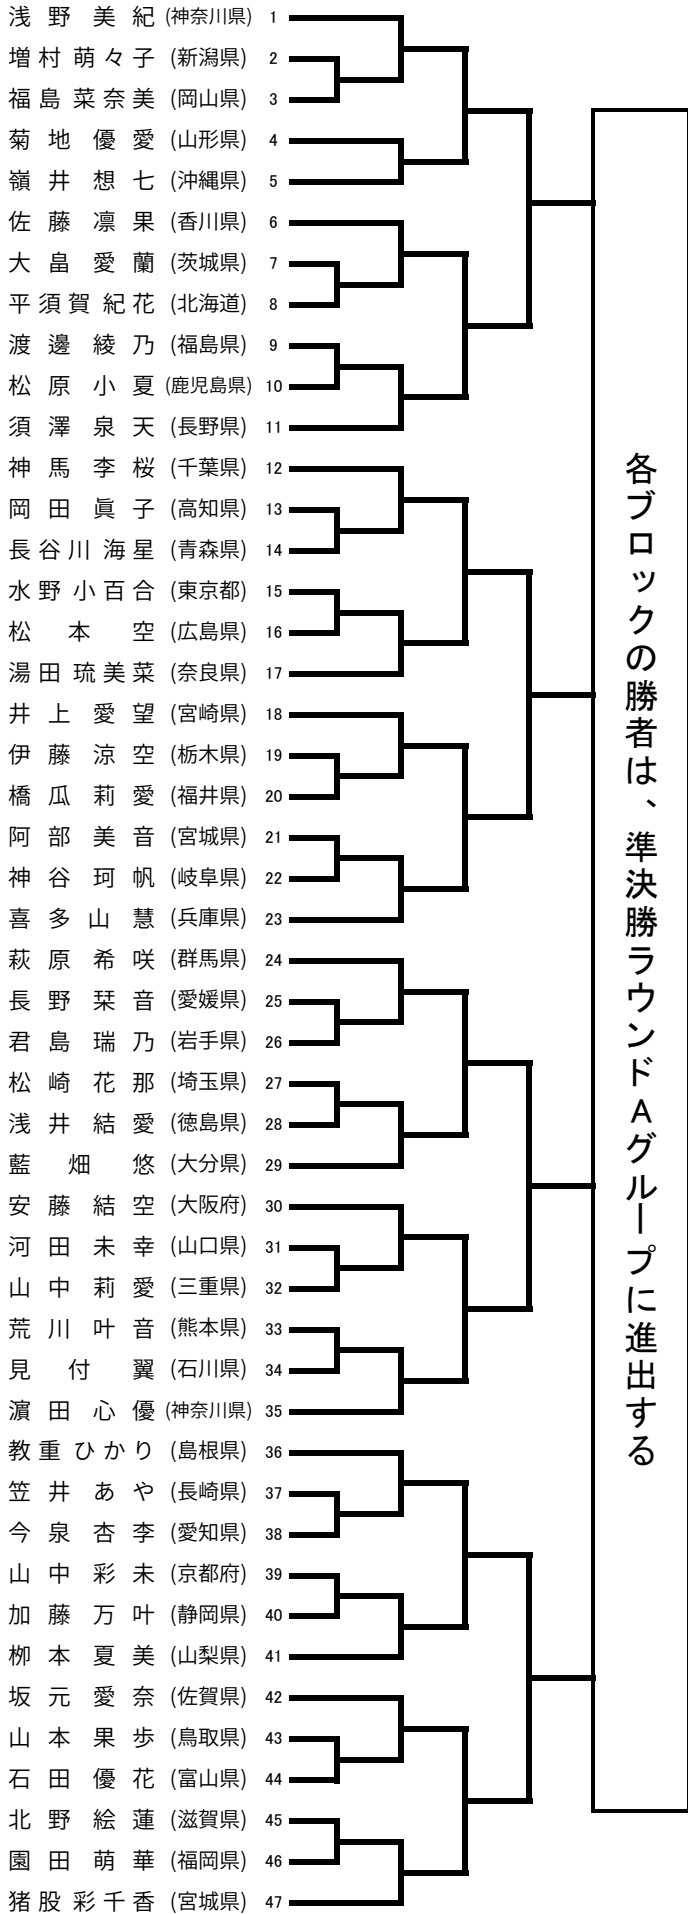 浅野美紀 (神奈川県) 1
増村萌々子 (新潟県) 2
福島菜奈美 (岡山県) 3
菊地優愛 (山形県) 4
嶺井想七 (沖縄県) 5
佐藤凛果 (香川県) 6
大畠愛蘭 (茨城県) 7
平須賀紀花 (北海道) 8
渡邊綾乃 (福島県) 9
松原小夏 (鹿児島県) 10
須澤泉天 (長野県) 11
神馬李桜 (千葉県) 12
岡田眞子 (高知県) 13
長谷川海星 (青森県) 14
水野小百合 (東京都) 15
松本空 (広島県) 16
湯田琉美菜 (奈良県) 17
井上愛望 (宮崎県) 18
伊藤涼空 (栃木県) 19
橋瓜莉愛 (福井県) 20
阿部美音 (宮城県) 21
神谷珂帆 (岐阜県) 22
喜多山慧 (兵庫県) 23
萩原希咲 (群馬県) 24
長野栞音 (愛媛県) 25
君島瑞乃 (岩手県) 26
松崎花那 (埼玉県) 27
浅井結愛 (徳島県) 28
藍畑悠 (大分県) 29
安藤結空 (大阪府) 30
河田未幸 (山口県) 31
山中莉愛 (三重県) 32
荒川叶音 (熊本県) 33
見付翼 (石川県) 34
濵田心優 (神奈川県) 35
教重ひかり (島根県) 36
笠井あや (長崎県) 37
今泉杏李 (愛知県) 38
山中彩未 (京都府) 39
加藤万叶 (静岡県) 40
栁本夏美 (山梨県) 41
坂元愛奈 (佐賀県) 42
山本果歩 (鳥取県) 43
石田優花 (富山県) 44
北野絵蓮 (滋賀県) 45
園田萌華 (福岡県) 46
猪股彩千香 (宮城県) 47
各ブロックの勝者は、準決勝ラウンドAグループに進出する